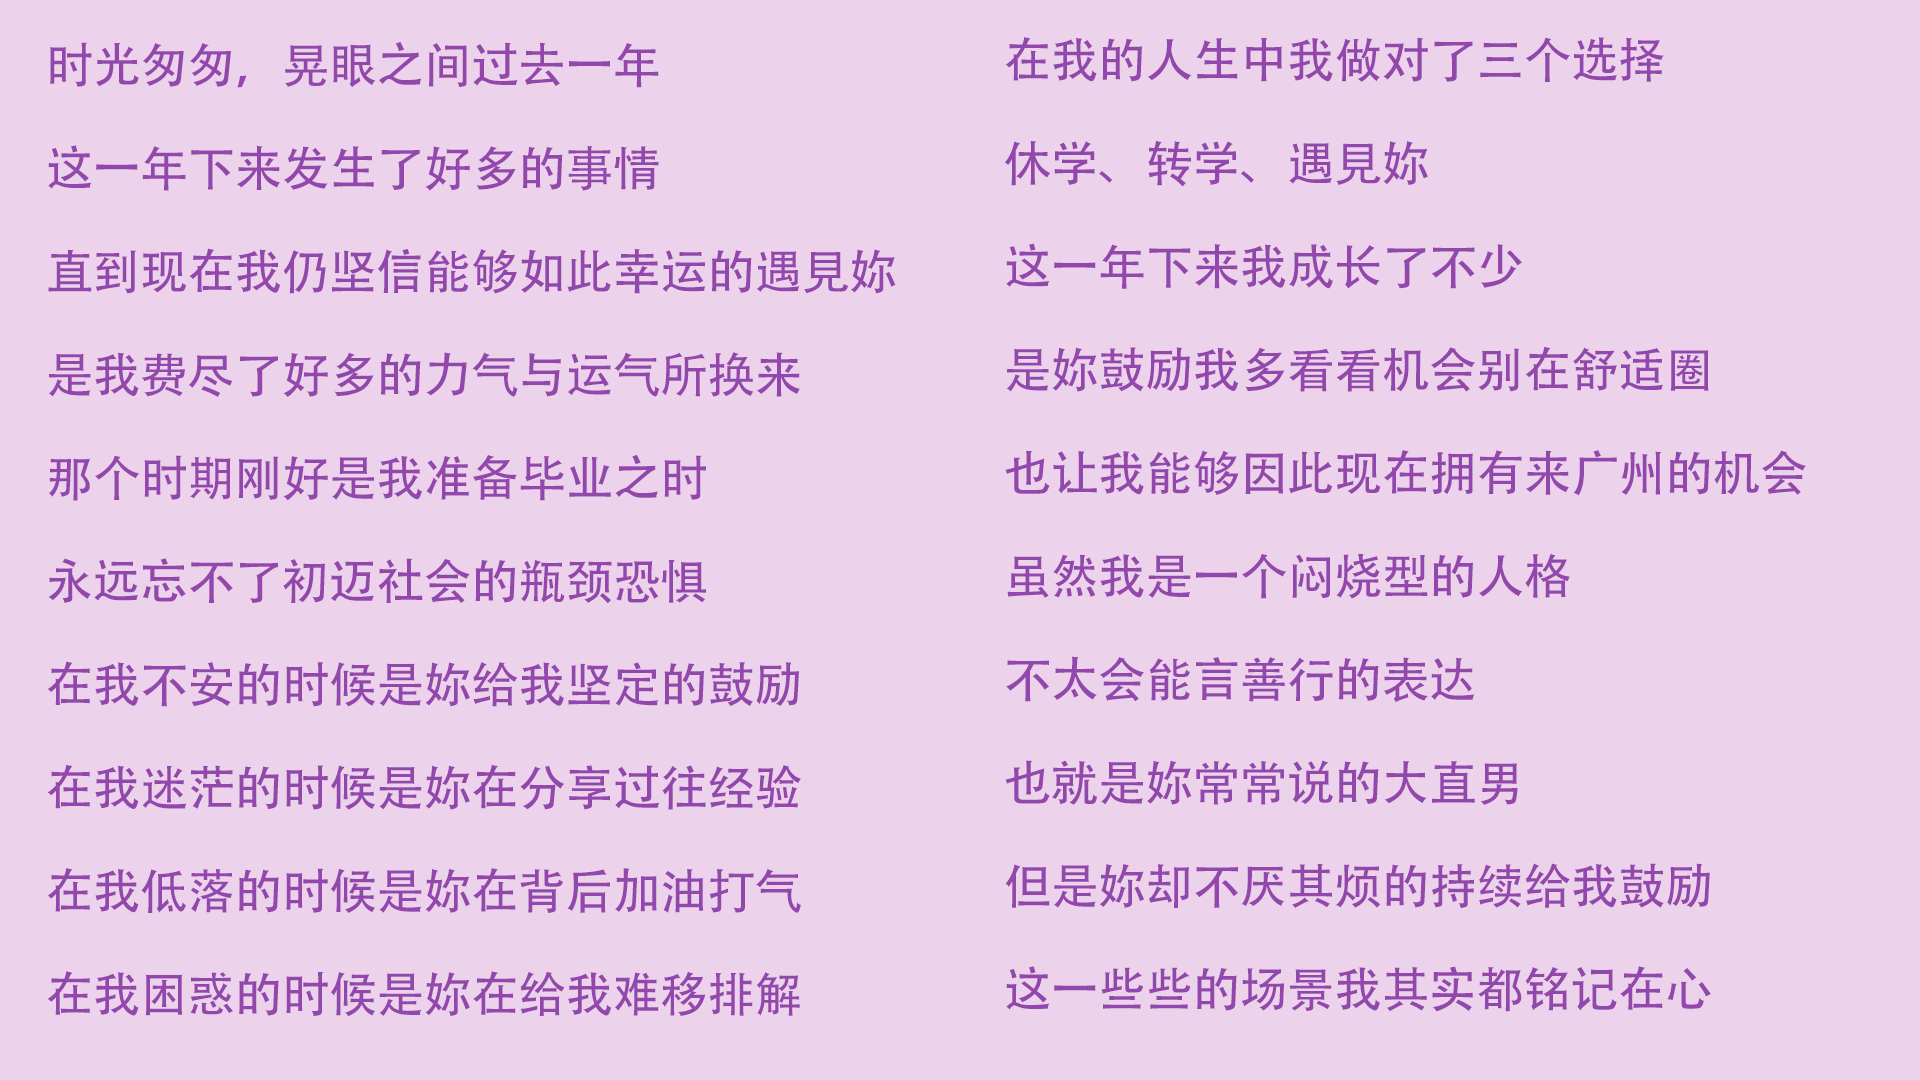 时光匆匆，晃眼之间过去一年
这一年下来发生了好多的事情
直到现在我仍坚信能够如此幸运的遇見妳
是我费尽了好多的力气与运气所换来
那个时期刚好是我准备毕业之时
永远忘不了初迈社会的瓶颈恐惧
在我不安的时候是妳给我坚定的鼓励
在我迷茫的时候是妳在分享过往经验
在我低落的时候是妳在背后加油打气
在我困惑的时候是妳在给我难移排解
在我的人生中我做对了三个选择
休学、转学、遇見妳
这一年下来我成长了不少
是妳鼓励我多看看机会别在舒适圈
也让我能够因此现在拥有来广州的机会
虽然我是一个闷烧型的人格
不太会能言善行的表达
也就是妳常常说的大直男
但是妳却不厌其烦的持续给我鼓励
这一些些的场景我其实都铭记在心